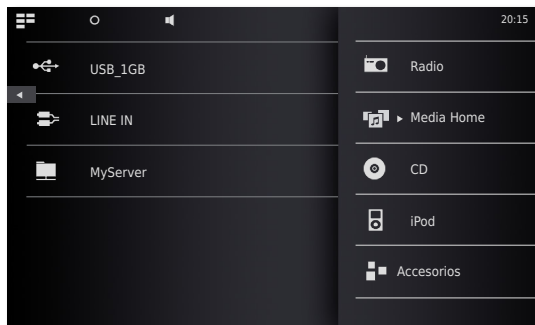 20:15
USB_1GB
LINE IN
MyServer
Radio
Media Home
CD
iPod
Accesorios